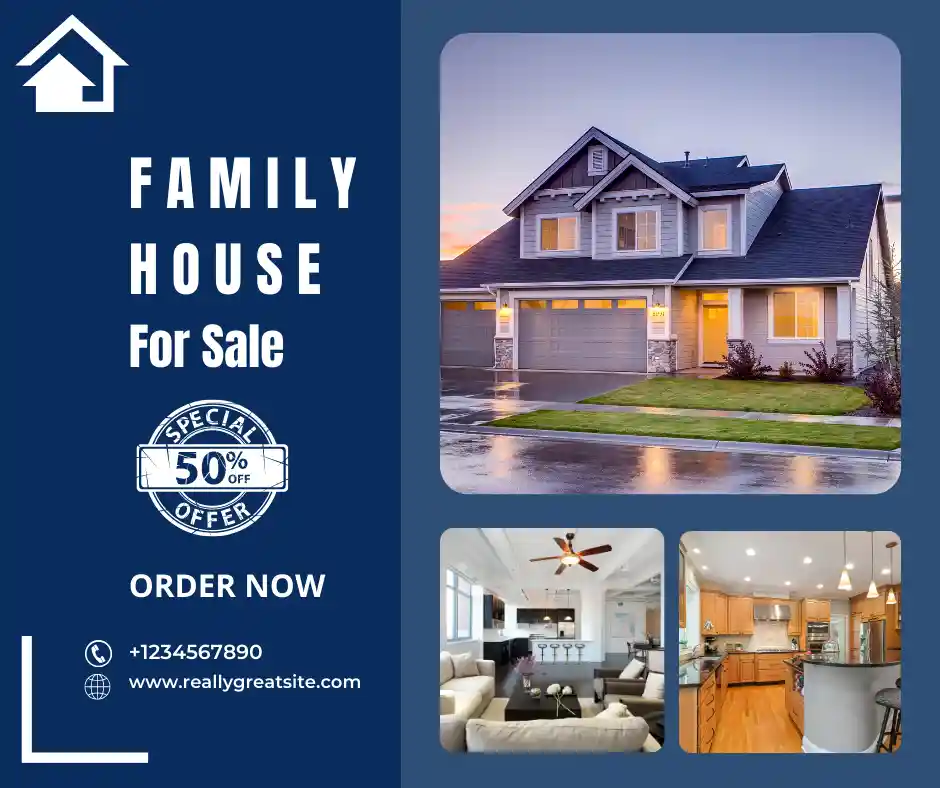 FAMILY
HOUSE
For Sale
SPECIAL
50% OFF
OFFER
ORDER NOW
+1234567890
www.reallygreatsite.com